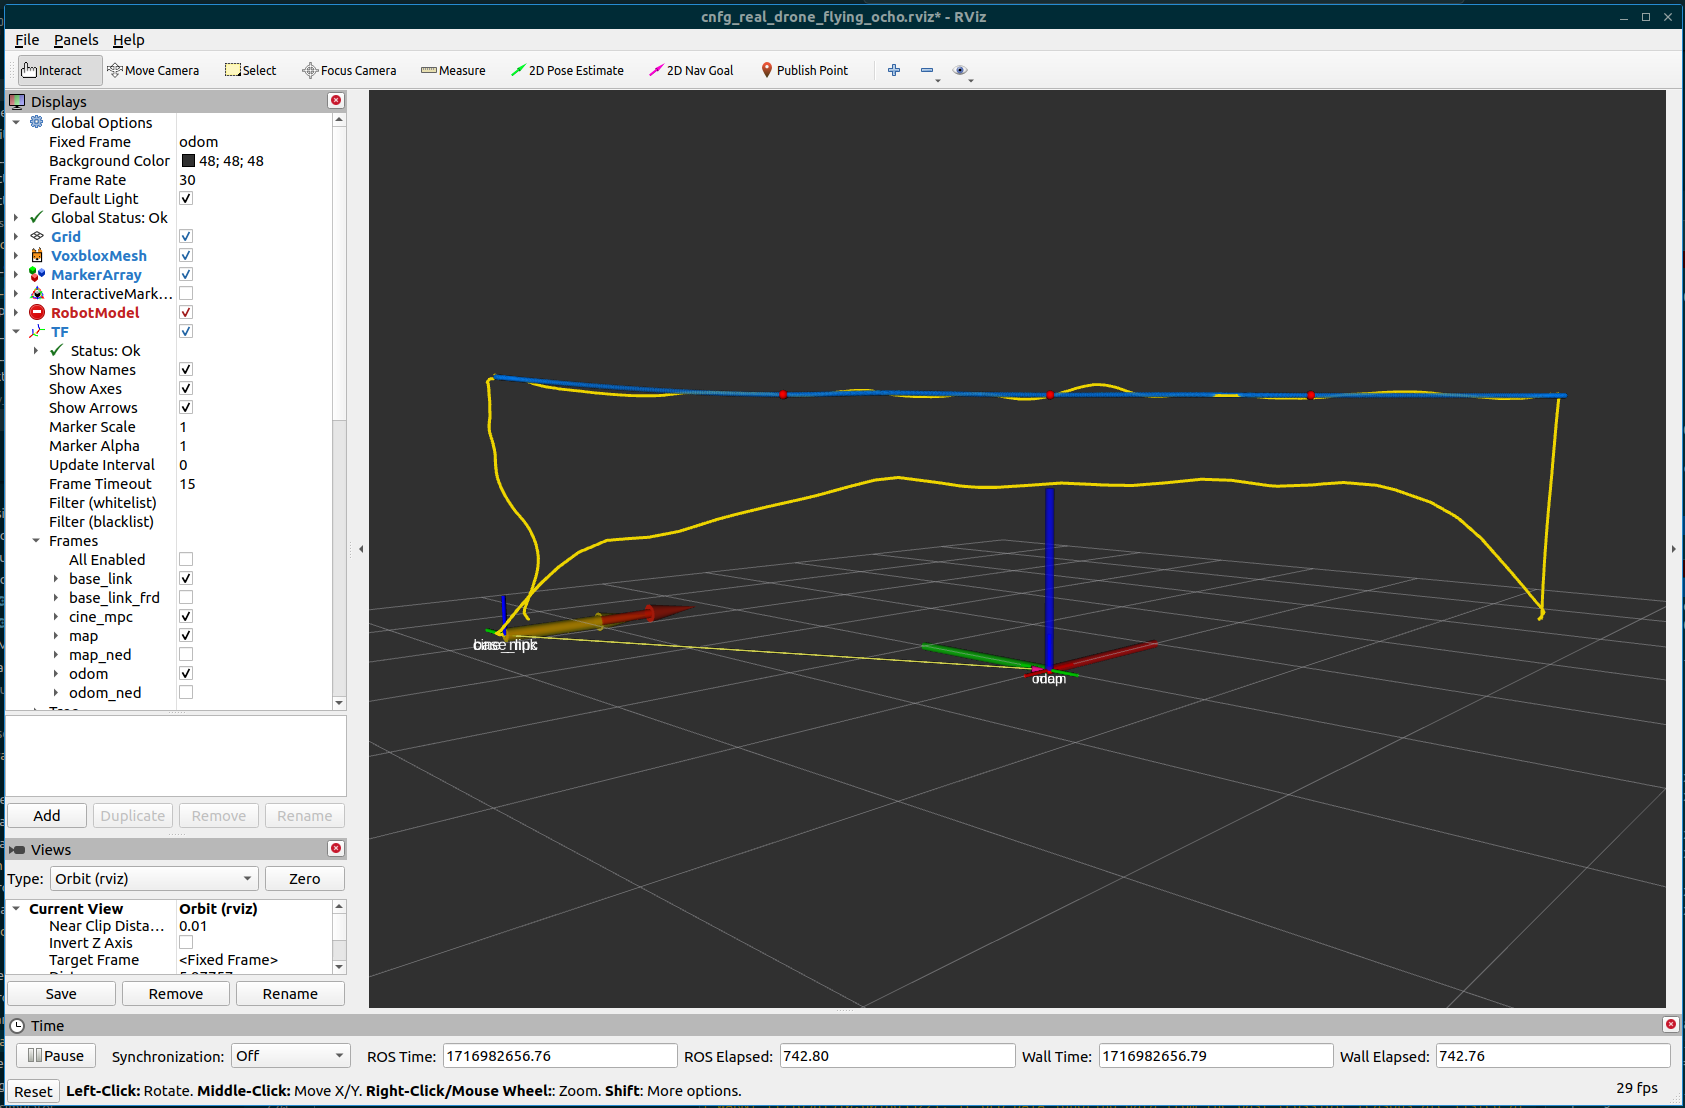 cnfg_real_drone_flying_ocho.rviz* - RViz
File Panels Help
Interact Move Camera Select Focus Camera Measure 2D Pose Estimate 2D Nav Goal Publish Point
Displays
Global Options
Fixed Frame odom
Background Color 48; 48; 48
Frame Rate 30
Default Light
Global Status: Ok
Grid
VoxbloxMesh
MarkerArray
InteractiveMark...
RobotModel
TF
Status: Ok
Show Names
Show Axes
Show Arrows
Marker Scale 1
Marker Alpha 1
Update Interval 0
Frame Timeout 15
Filter (whitelist)
Filter (blacklist)
Frames
All Enabled
base_link
base_link_frd
cine_mpc
map
map_ned
odom
odom_ned
Add Duplicate Remove Rename
Views
Type: Orbit (rviz) Zero
Current View Orbit (rviz)
Near Clip Dista... 0.01
Invert Z Axis
Target Frame <Fixed Frame>
Save Remove Rename
Time
Pause Synchronization: Off ROS Time: 1716982656.76 ROS Elapsed: 742.80 Wall Time: 1716982656.79 Wall Elapsed: 742.76
Reset Left-Click: Rotate. Middle-Click: Move X/Y. Right-Click/Mouse Wheel:: Zoom. Shift: More options. 29 fps